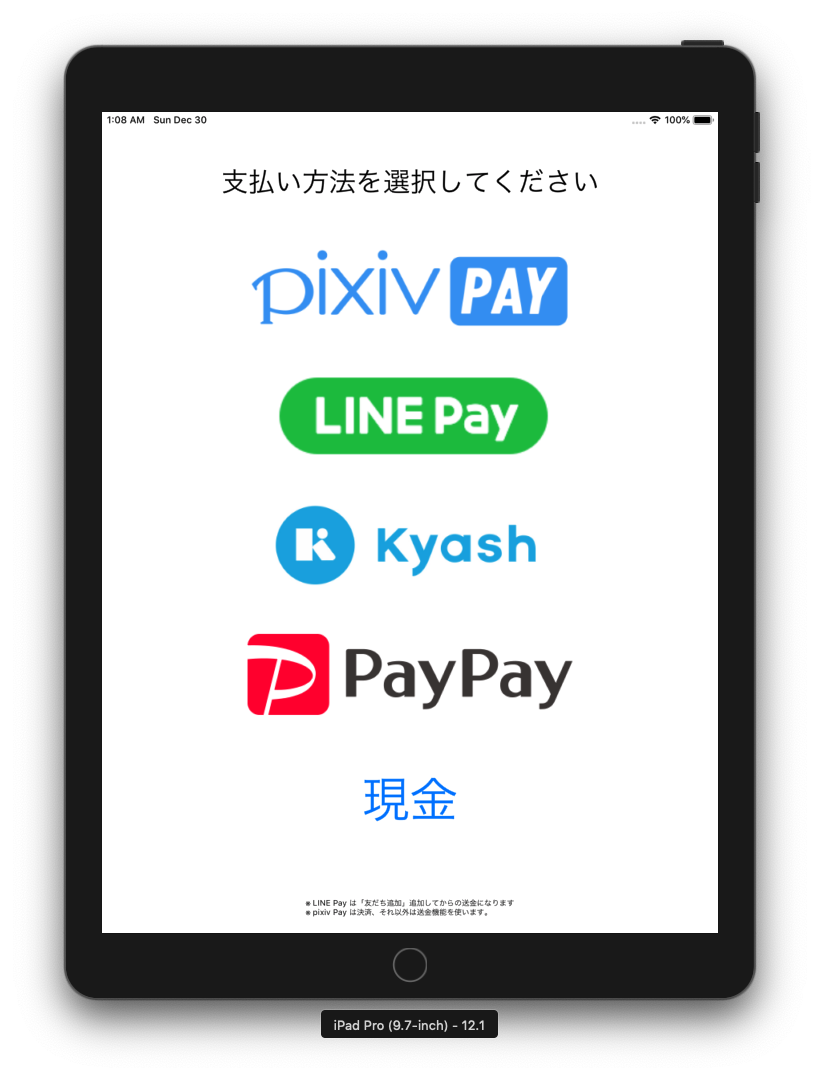 1:08 AM Sun Dec 30
100%
支払い方法を選択してください
pixiv PAY
LINE Pay
Kyash
PayPay
現金
※ LINE Pay は「友だち追加」追加してからの送金になります
※ pixiv Pay は決済、それ以外は送金機能を使います。
iPad Pro (9.7-inch) - 12.1